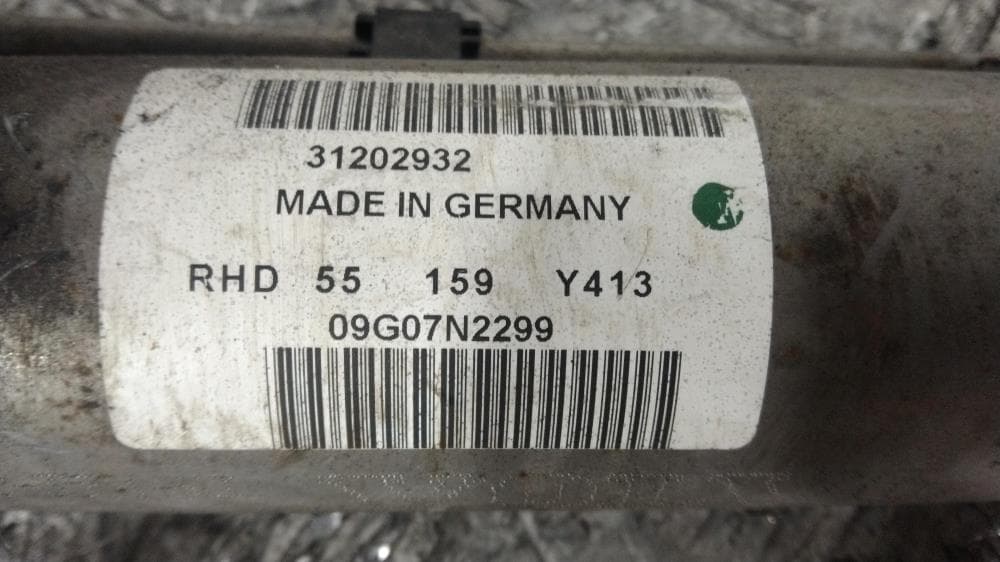 31202932
MADE IN GERMANY
RHD 55 159 Y413
09G07N2299